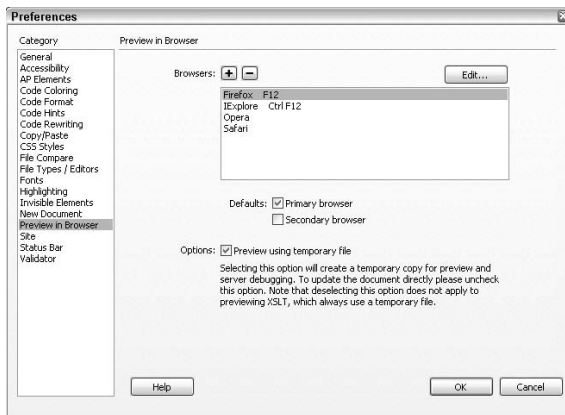 Preferences
Category
General
Accessibility
AP Elements
Code Coloring
Code Format
Code Hints
Code Rewriting
Copy/Paste
CSS Styles
File Compare
File Types / Editors
Fonts
Highlighting
Invisible Elements
New Document
Preview in Browser
Site
Status Bar
Validator
Preview in Browser
Browsers:
Edit...
Firefox F12
IExplore Ctrl F12
Opera
Safari
Defaults: Primary browser
Secondary browser
Options: Preview using temporary file
Selecting this option will create a temporary copy for preview and
server debugging. To update the document directly please uncheck
this option. Note that deselecting this option does not apply to
previewing XSLT, which always use a temporary file.
Help
OK
Cancel